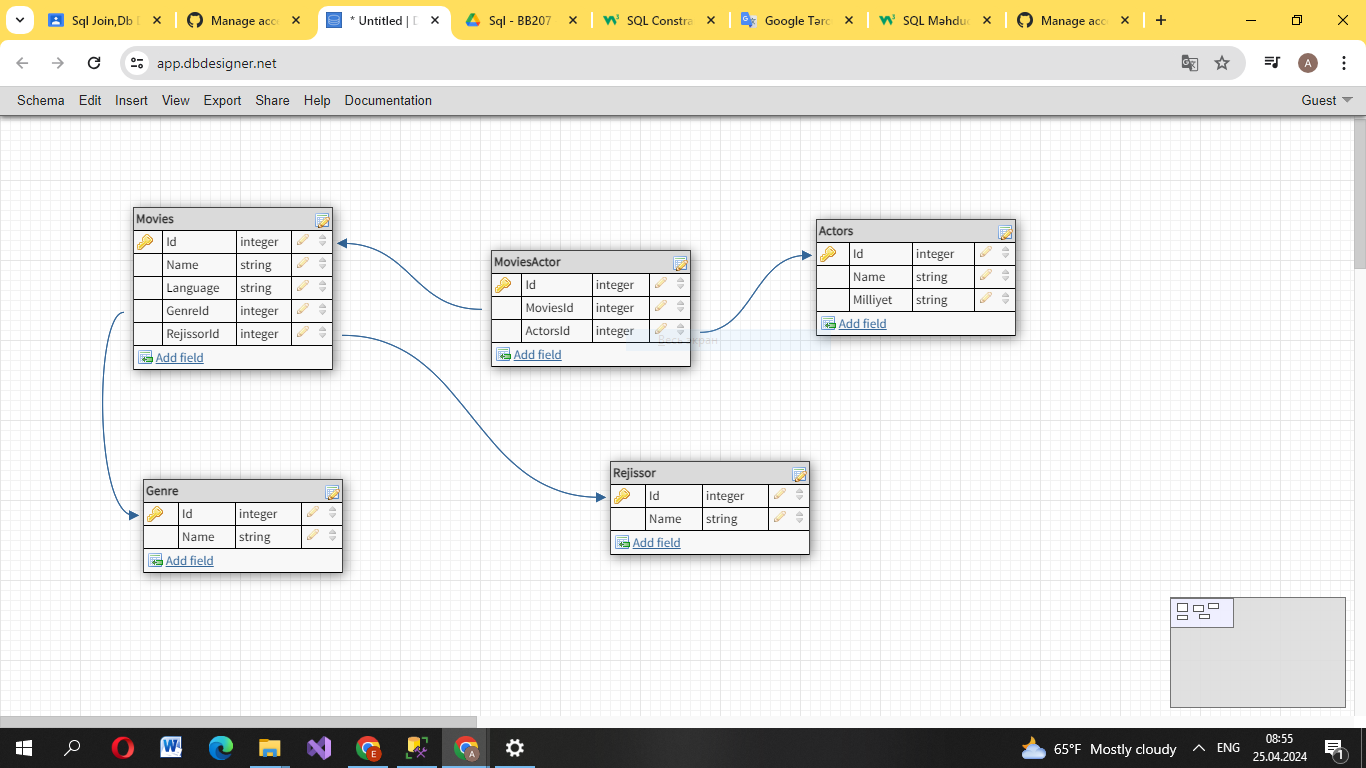 Sql Join,Db D
Manage acc
* Untitled | D
Sql - BB207
SQL Constra
Google Tərc
SQL Məhduc
Manage acc
app.dbdesigner.net
A
Schema Edit Insert View Export Share Help Documentation
Guest
Movies
Id integer
Name string
Language string
GenreId integer
RejissorId integer
Add field
MoviesActor
Id integer
MoviesId integer
ActorsId integer
Add field
Весь экран
Actors
Id integer
Name string
Milliyet string
Add field
Genre
Id integer
Name string
Add field
Rejissor
Id integer
Name string
Add field
65°F Mostly cloudy
ENG
08:55
25.04.2024
1